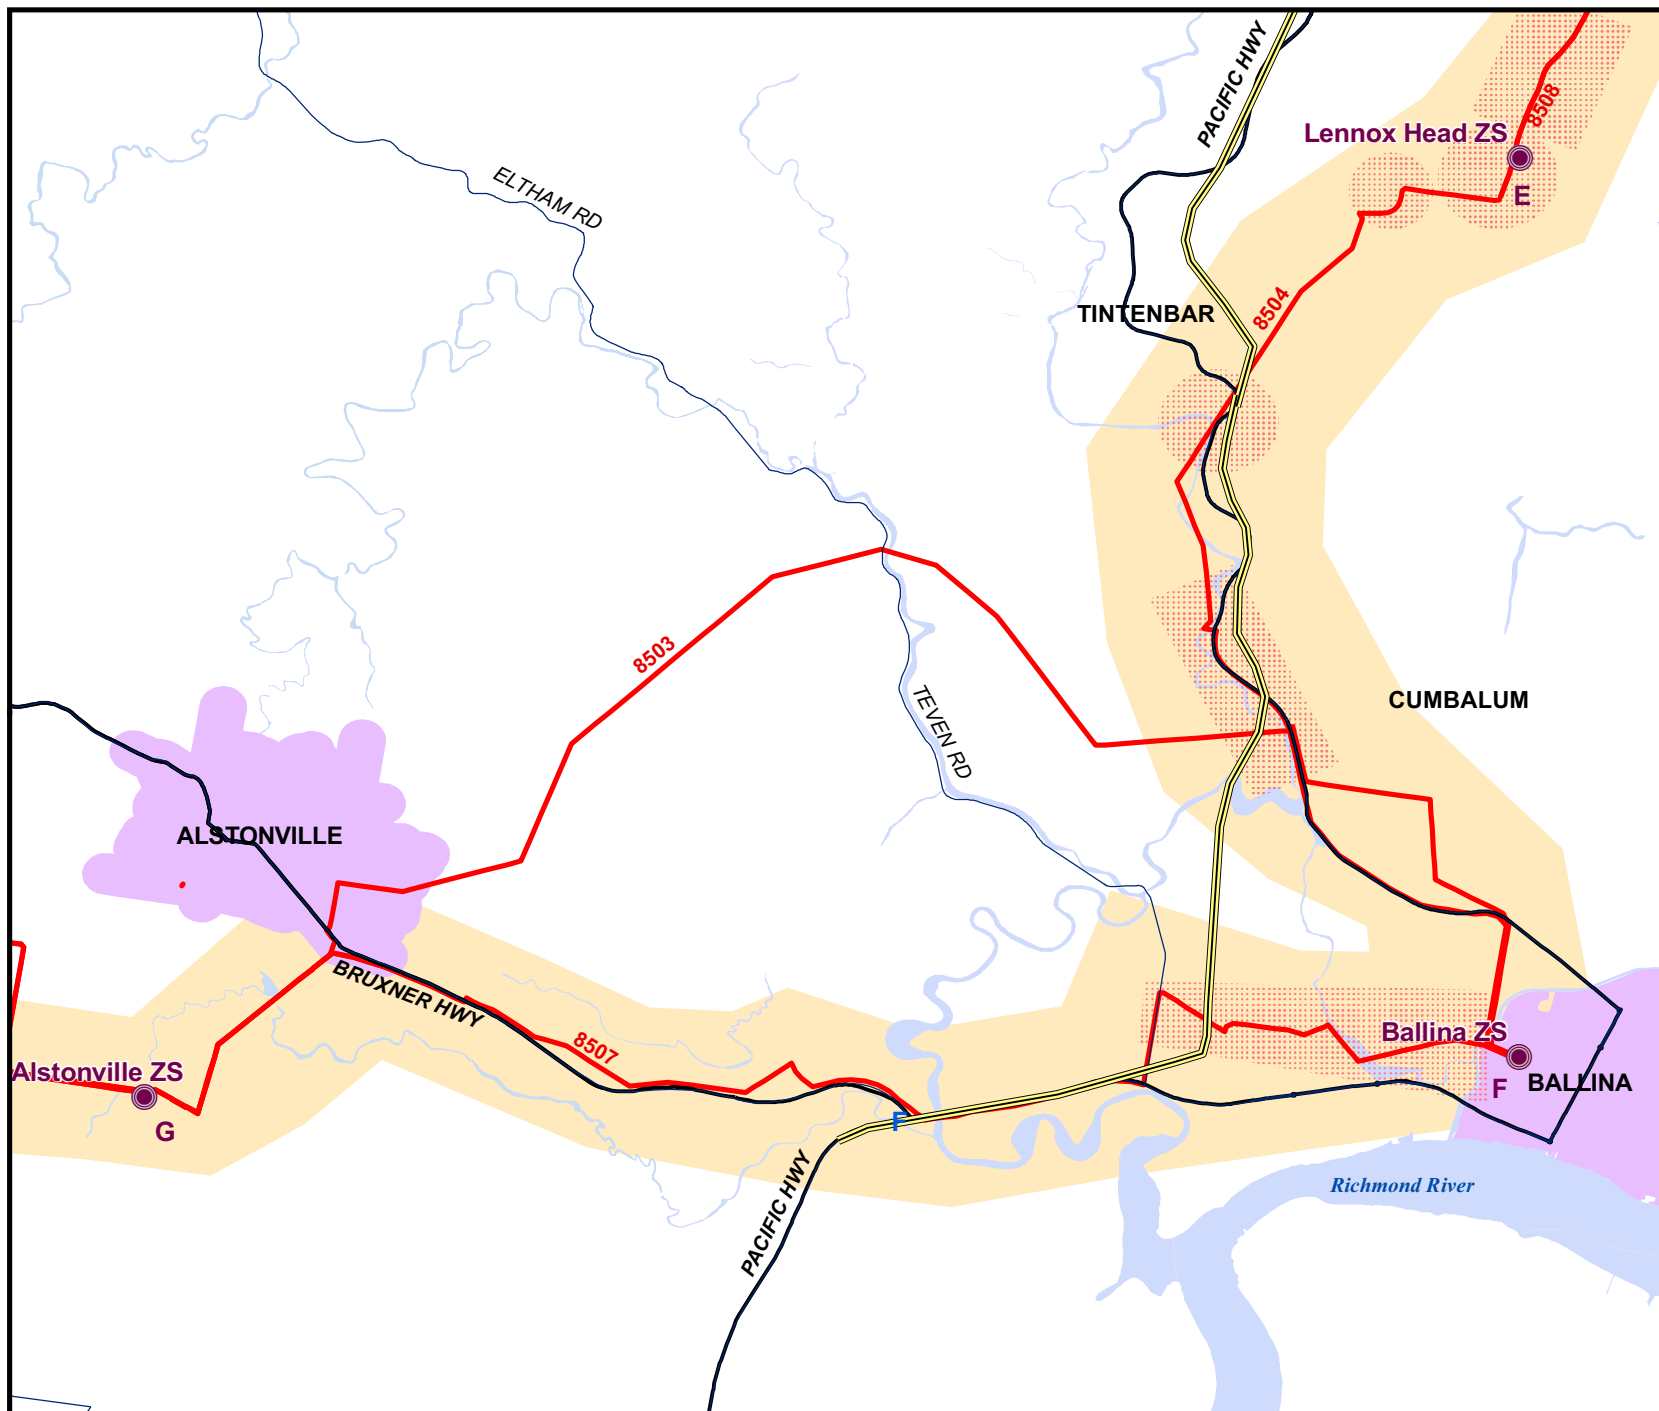 PACIFIC HWY
8508
Lennox Head ZS
E
ELTHAM RD
8504
TINTENBAR
8503
TEVEN RD
CUMBALUM
ALSTONVILLE
BRUXNER HWY
8507
Alstonville ZS
G
Ballina ZS
F
BALLINA
F
PACIFIC HWY
Richmond River